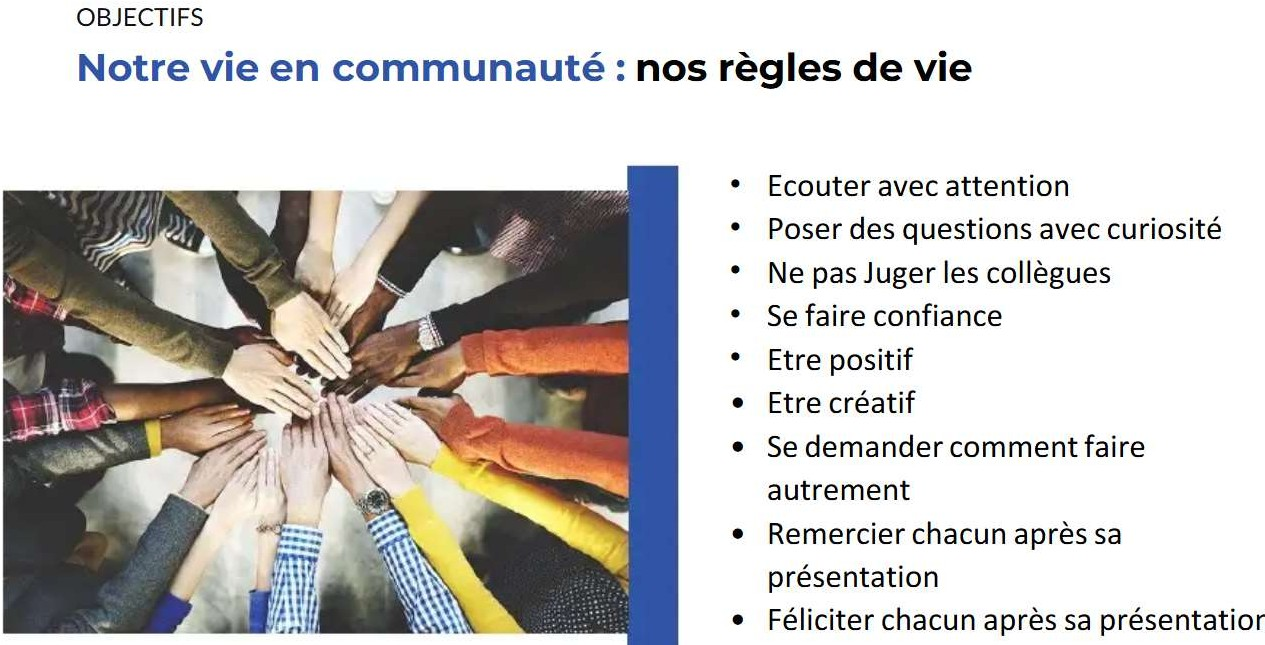 OBJECTIFS
Notre vie en communauté : nos règles de vie
• Ecouter avec attention
• Poser des questions avec curiosité
• Ne pas Juger les collègues
• Se faire confiance
• Etre positif
• Etre créatif
• Se demander comment faire
autrement
• Remercier chacun après sa
présentation
• Féliciter chacun après sa présentation